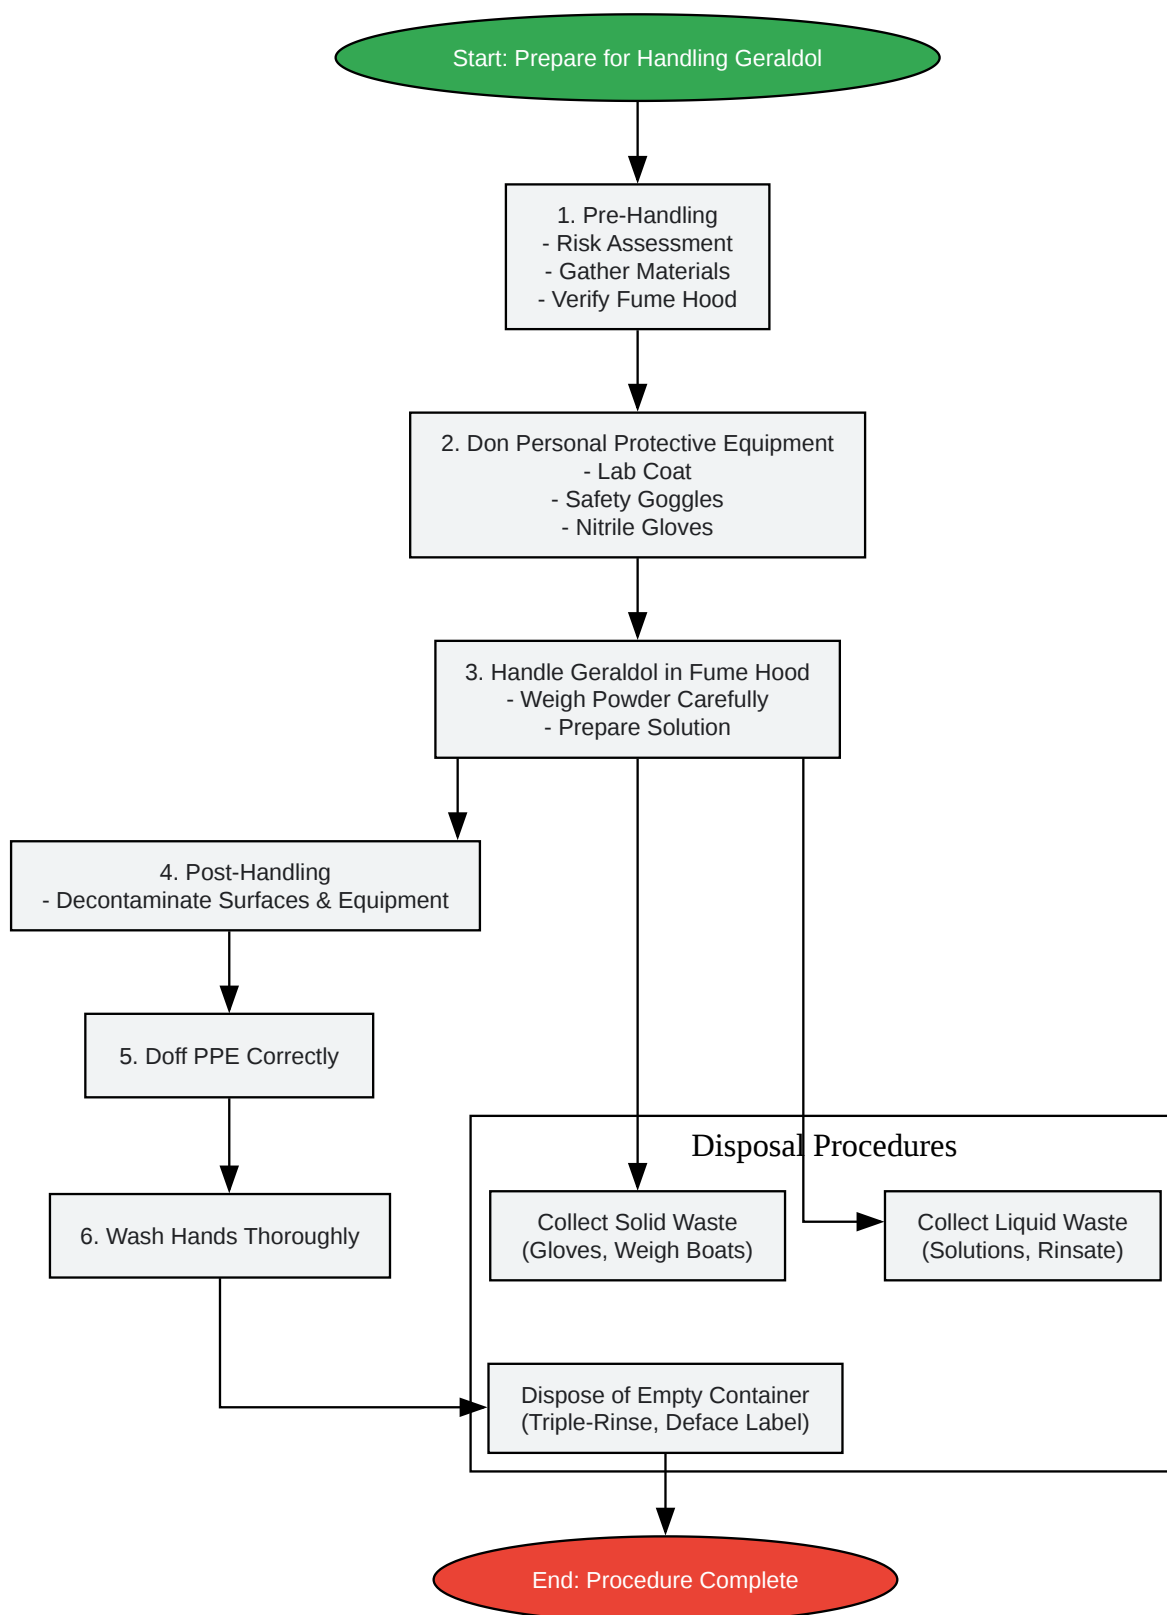 Start: Prepare for Handling Geraldol
1. Pre-Handling
- Risk Assessment
- Gather Materials
- Verify Fume Hood
2. Don Personal Protective Equipment
- Lab Coat
- Safety Goggles
- Nitrile Gloves
3. Handle Geraldol in Fume Hood
- Weigh Powder Carefully
- Prepare Solution
4. Post-Handling
- Decontaminate Surfaces & Equipment
5. Doff PPE Correctly
6. Wash Hands Thoroughly
Disposal Procedures
Collect Solid Waste
(Gloves, Weigh Boats)
Collect Liquid Waste
(Solutions, Rinsate)
Dispose of Empty Container
(Triple-Rinse, Deface Label)
End: Procedure Complete